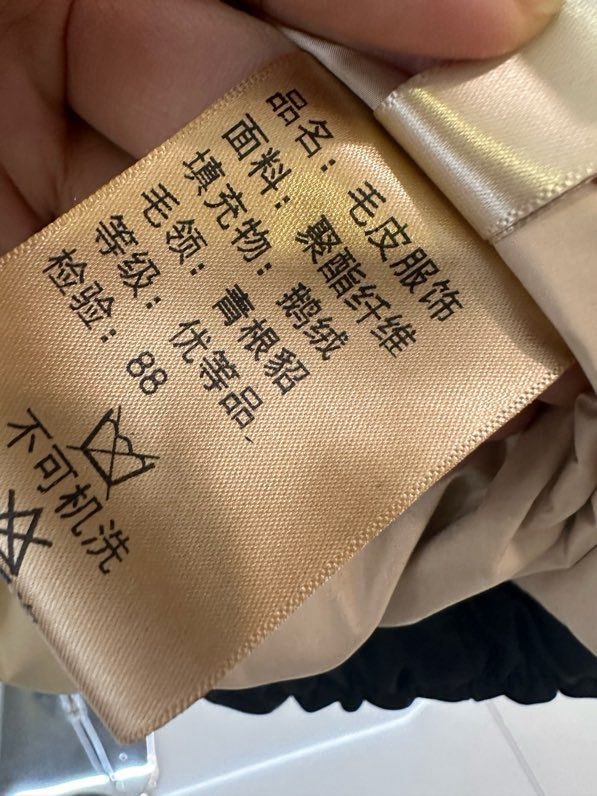 品名：毛皮服饰
面料：聚酯纤维
填充物：鹅绒
毛领：青根貂
等级：优等品
检验：88
不可机洗